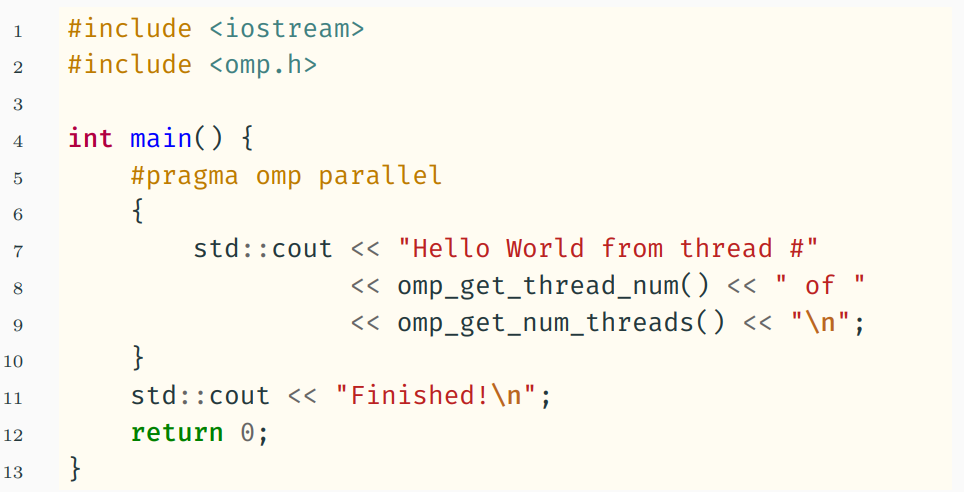 1 #include <iostream>
2 #include <omp.h>
3
4 int main() {
5     #pragma omp parallel
6     {
7         std::cout << "Hello World from thread #"
8                   << omp_get_thread_num() << " of "
9                   << omp_get_num_threads() << "\n";
10     }
11     std::cout << "Finished!\n";
12     return 0;
13 }